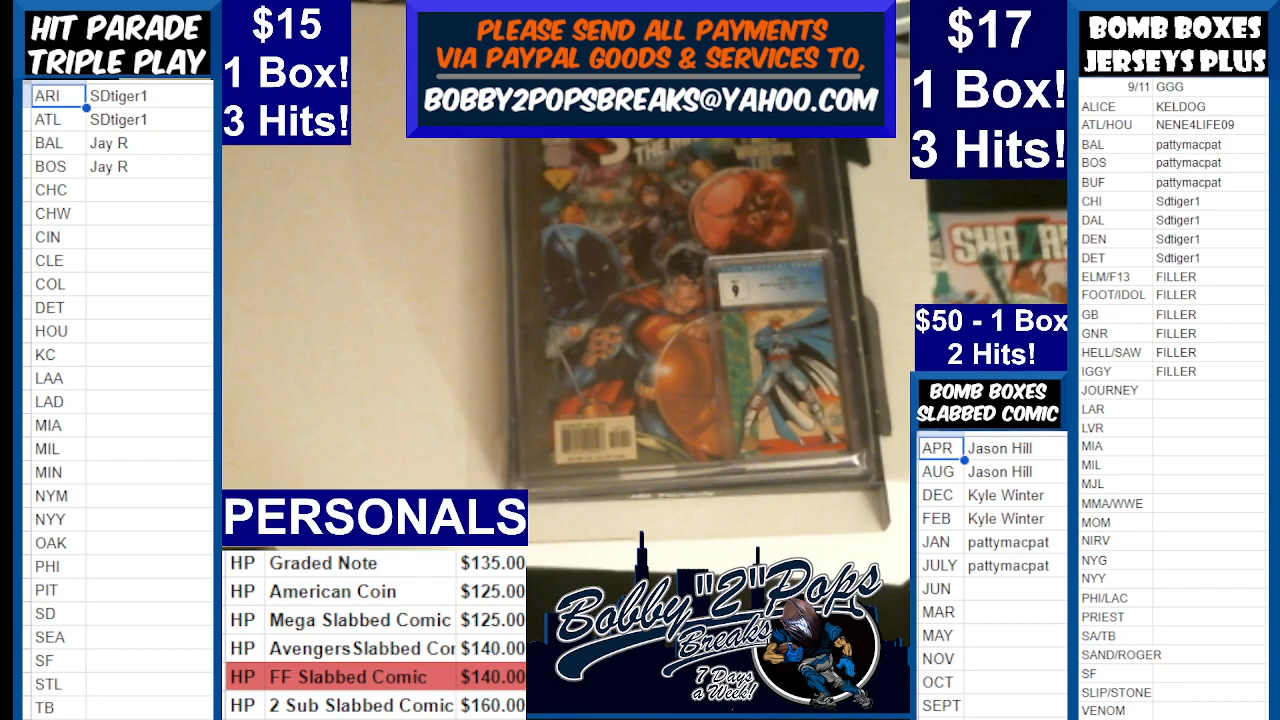 HIT PARADE
TRIPLE PLAY
ARI SDtiger1
ATL SDtiger1
BAL Jay R
BOS Jay R
CHC
CHW
CIN
CLE
COL
DET
HOU
KC
LAA
LAD
MIA
MIL
MIN
NYM
NYY
OAK
PHI
PIT
SD
SEA
SF
STL
TB
$15
1 Box!
3 Hits!
PLEASE SEND ALL PAYMENTS
VIA PAYPAL GOODS & SERVICES TO,
BOBBY2POPSBREAKS@YAHOO.COM
THE
9
PERSONALS
HP Graded Note $135.00
HP American Coin $125.00
HP Mega Slabbed Comic $125.00
HP AvengersSlabbed Cor $140.00
HP FF Slabbed Comic $140.00
HP 2 Sub Slabbed Comic $160.00
Bobby "2" Pops
Breaks
7 Days
a Week!
$17
1 Box!
3 Hits!
SHAZA
$50 - 1 Box
2 Hits!
BOMB BOXES
SLABBED COMIC
APR Jason Hill
AUG Jason Hill
DEC Kyle Winter
FEB Kyle Winter
JAN pattymacpat
JULY pattymacpat
JUN
MAR
MAY
NOV
OCT
SEPT
BOMB BOXES
JERSEYS PLUS
9/11 GGG
ALICE KELDOG
ATL/HOU NENE4LIFE09
BAL pattymacpat
BOS pattymacpat
BUF pattymacpat
CHI Sdtiger1
DAL Sdtiger1
DEN Sdtiger1
DET Sdtiger1
ELM/F13 FILLER
FOOT/IDOL FILLER
GB FILLER
GNR FILLER
HELL/SAW FILLER
IGGY FILLER
JOURNEY
LAR
LVR
MIA
MIL
MJL
MMA/WWE
MOM
NIRV
NYG
NYY
PHI/LAC
PRIEST
SA/TB
SAND/ROGER
SF
SLIP/STONE
VENOM